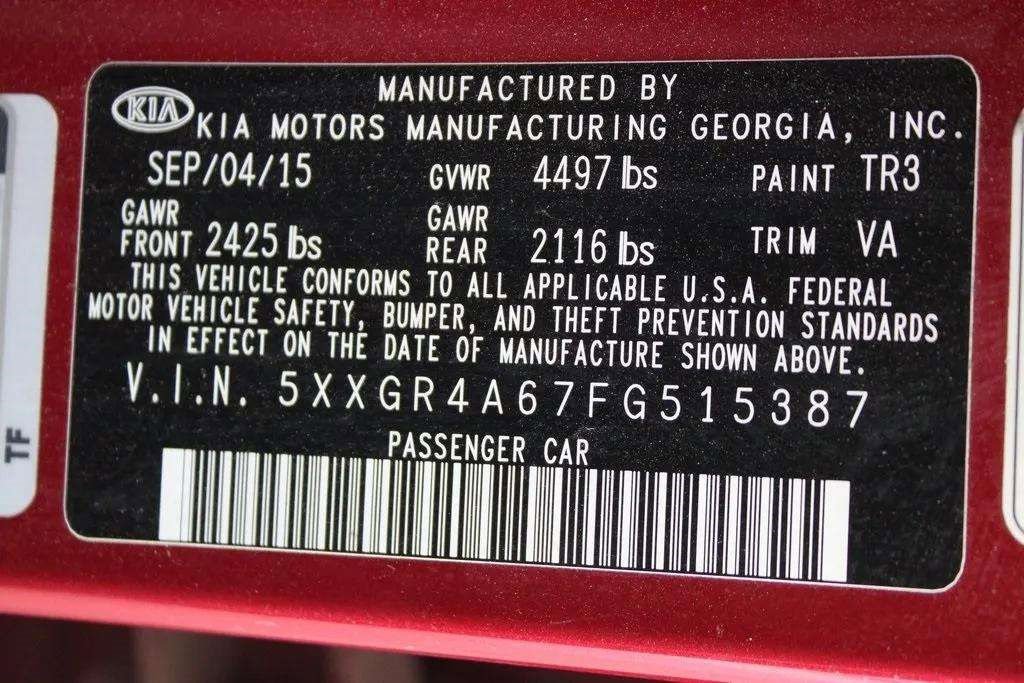 MANUFACTURED BY
KIA KIA MOTORS MANUFACTURING GEORGIA, INC.
SEP/04/15 GVWR 4497 lbs PAINT TR3
GAWR GAWR
FRONT 2425 lbs REAR 2116 lbs TRIM VA
THIS VEHICLE CONFORMS TO ALL APPLICABLE U.S.A. FEDERAL
MOTOR VEHICLE SAFETY, BUMPER, AND THEFT PREVENTION STANDARDS
IN EFFECT ON THE DATE OF MANUFACTURE SHOWN ABOVE.
V.I.N. 5XXGR4A67FG515387
PASSENGER CAR
TF